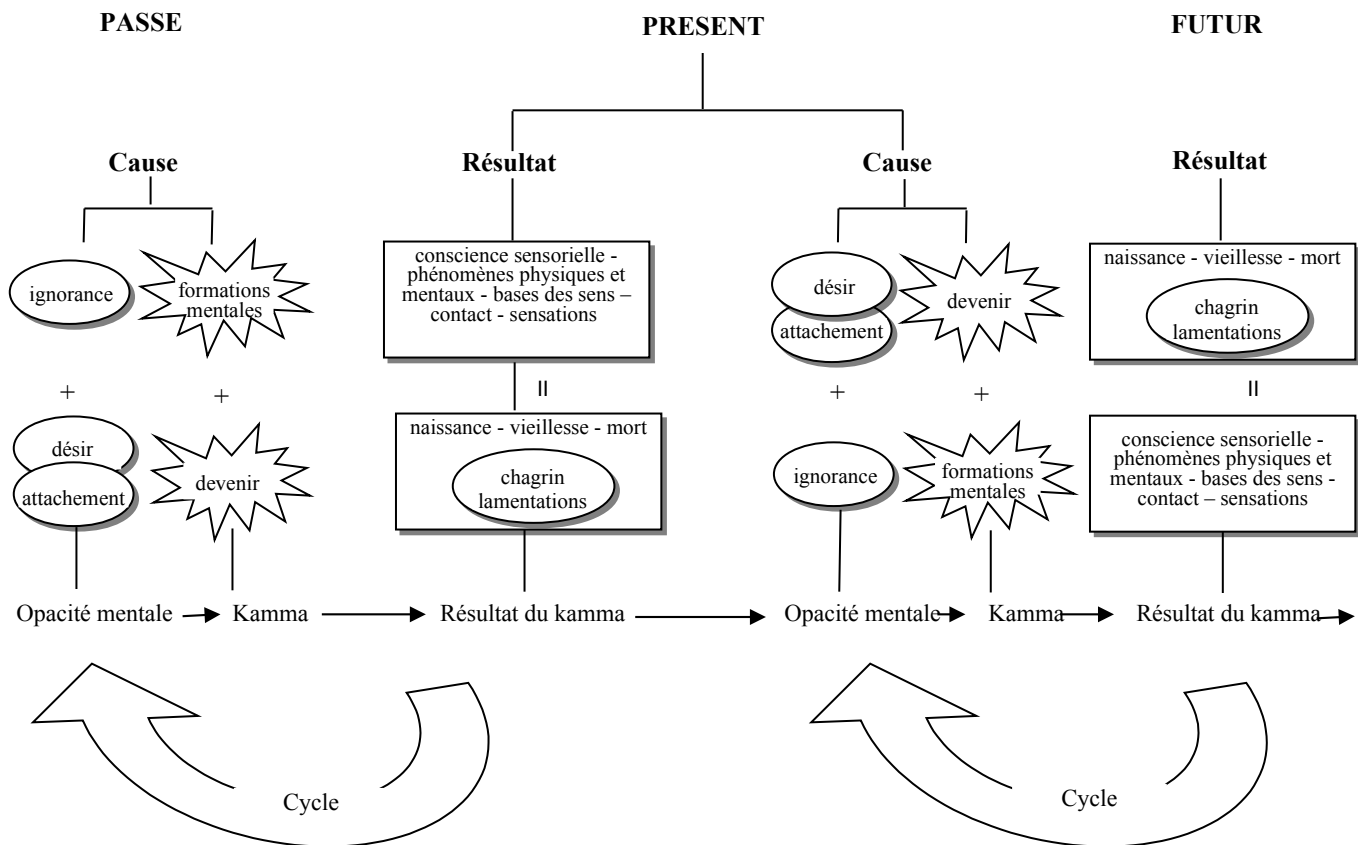 PASSE
PRESENT
FUTUR
Cause
Résultat
Cause
Résultat
ignorance
formations
mentales
conscience sensorielle -
phénomènes physiques et
mentaux - bases des sens –
contact - sensations
désir
attachement
devenir
naissance - vieillesse - mort
chagrin
lamentations
+
+
=
+
+
=
désir
attachement
devenir
naissance - vieillesse - mort
chagrin
lamentations
ignorance
formations
mentales
conscience sensorielle -
phénomènes physiques et
mentaux - bases des sens -
contact – sensations
Opacité mentale
Kamma
Résultat du kamma
Opacité mentale
Kamma
Résultat du kamma
Cycle
Cycle